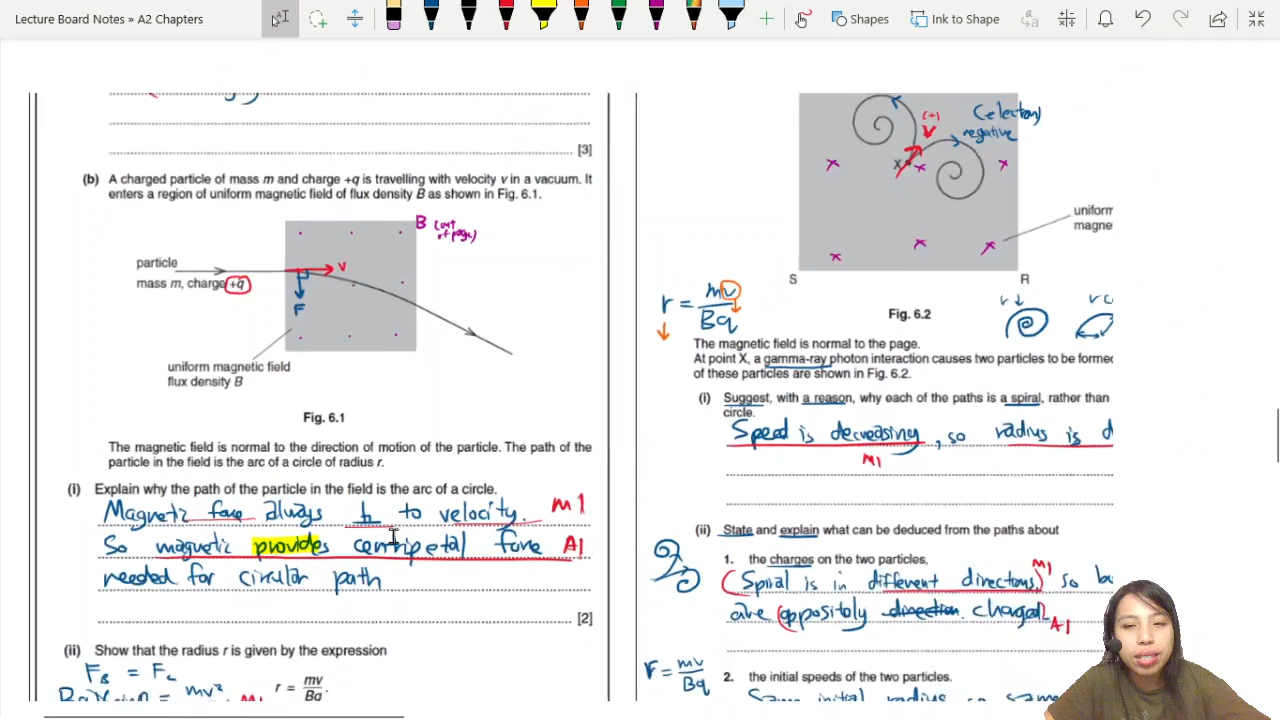 Lecture Board Notes » A2 Chapters
Shapes
Ink to Shape
[3]
(b) A charged particle of mass m and charge +q is travelling with velocity v in a vacuum. It
enters a region of uniform magnetic field of flux density B as shown in Fig. 6.1.
B (out
of page)
particle
mass m, charge +q
V
F
uniform magnetic field
flux density B
Fig. 6.1
The magnetic field is normal to the direction of motion of the particle. The path of the
particle in the field is the arc of a circle of radius r.
(i) Explain why the path of the particle in the field is the arc of a circle.
Magnetic force always ⊥ to velocity. M1
So magnetic provides centripetal force A1
needed for circular path
[2]
(ii) Show that the radius r is given by the expression
F_B = F_c
r = mv/Bq
(+)
V
(electron)
negative
X
uniform
magne
S
R
r = mv/Bq
r↓
Fig. 6.2
The magnetic field is normal to the page.
At point X, a gamma-ray photon interaction causes two particles to be formed
of these particles are shown in Fig. 6.2.
(i) Suggest, with a reason, why each of the paths is a spiral, rather than
circle.
Speed is decreasing, so radius is d
M1
(ii) State and explain what can be deduced from the paths about
1. the charges on the two particles,
(Spiral is in different directions,) M1 so
are (oppositely direction charged). A1
r = mv/Bq
2. the initial speeds of the two particles.
Same initial radius so same